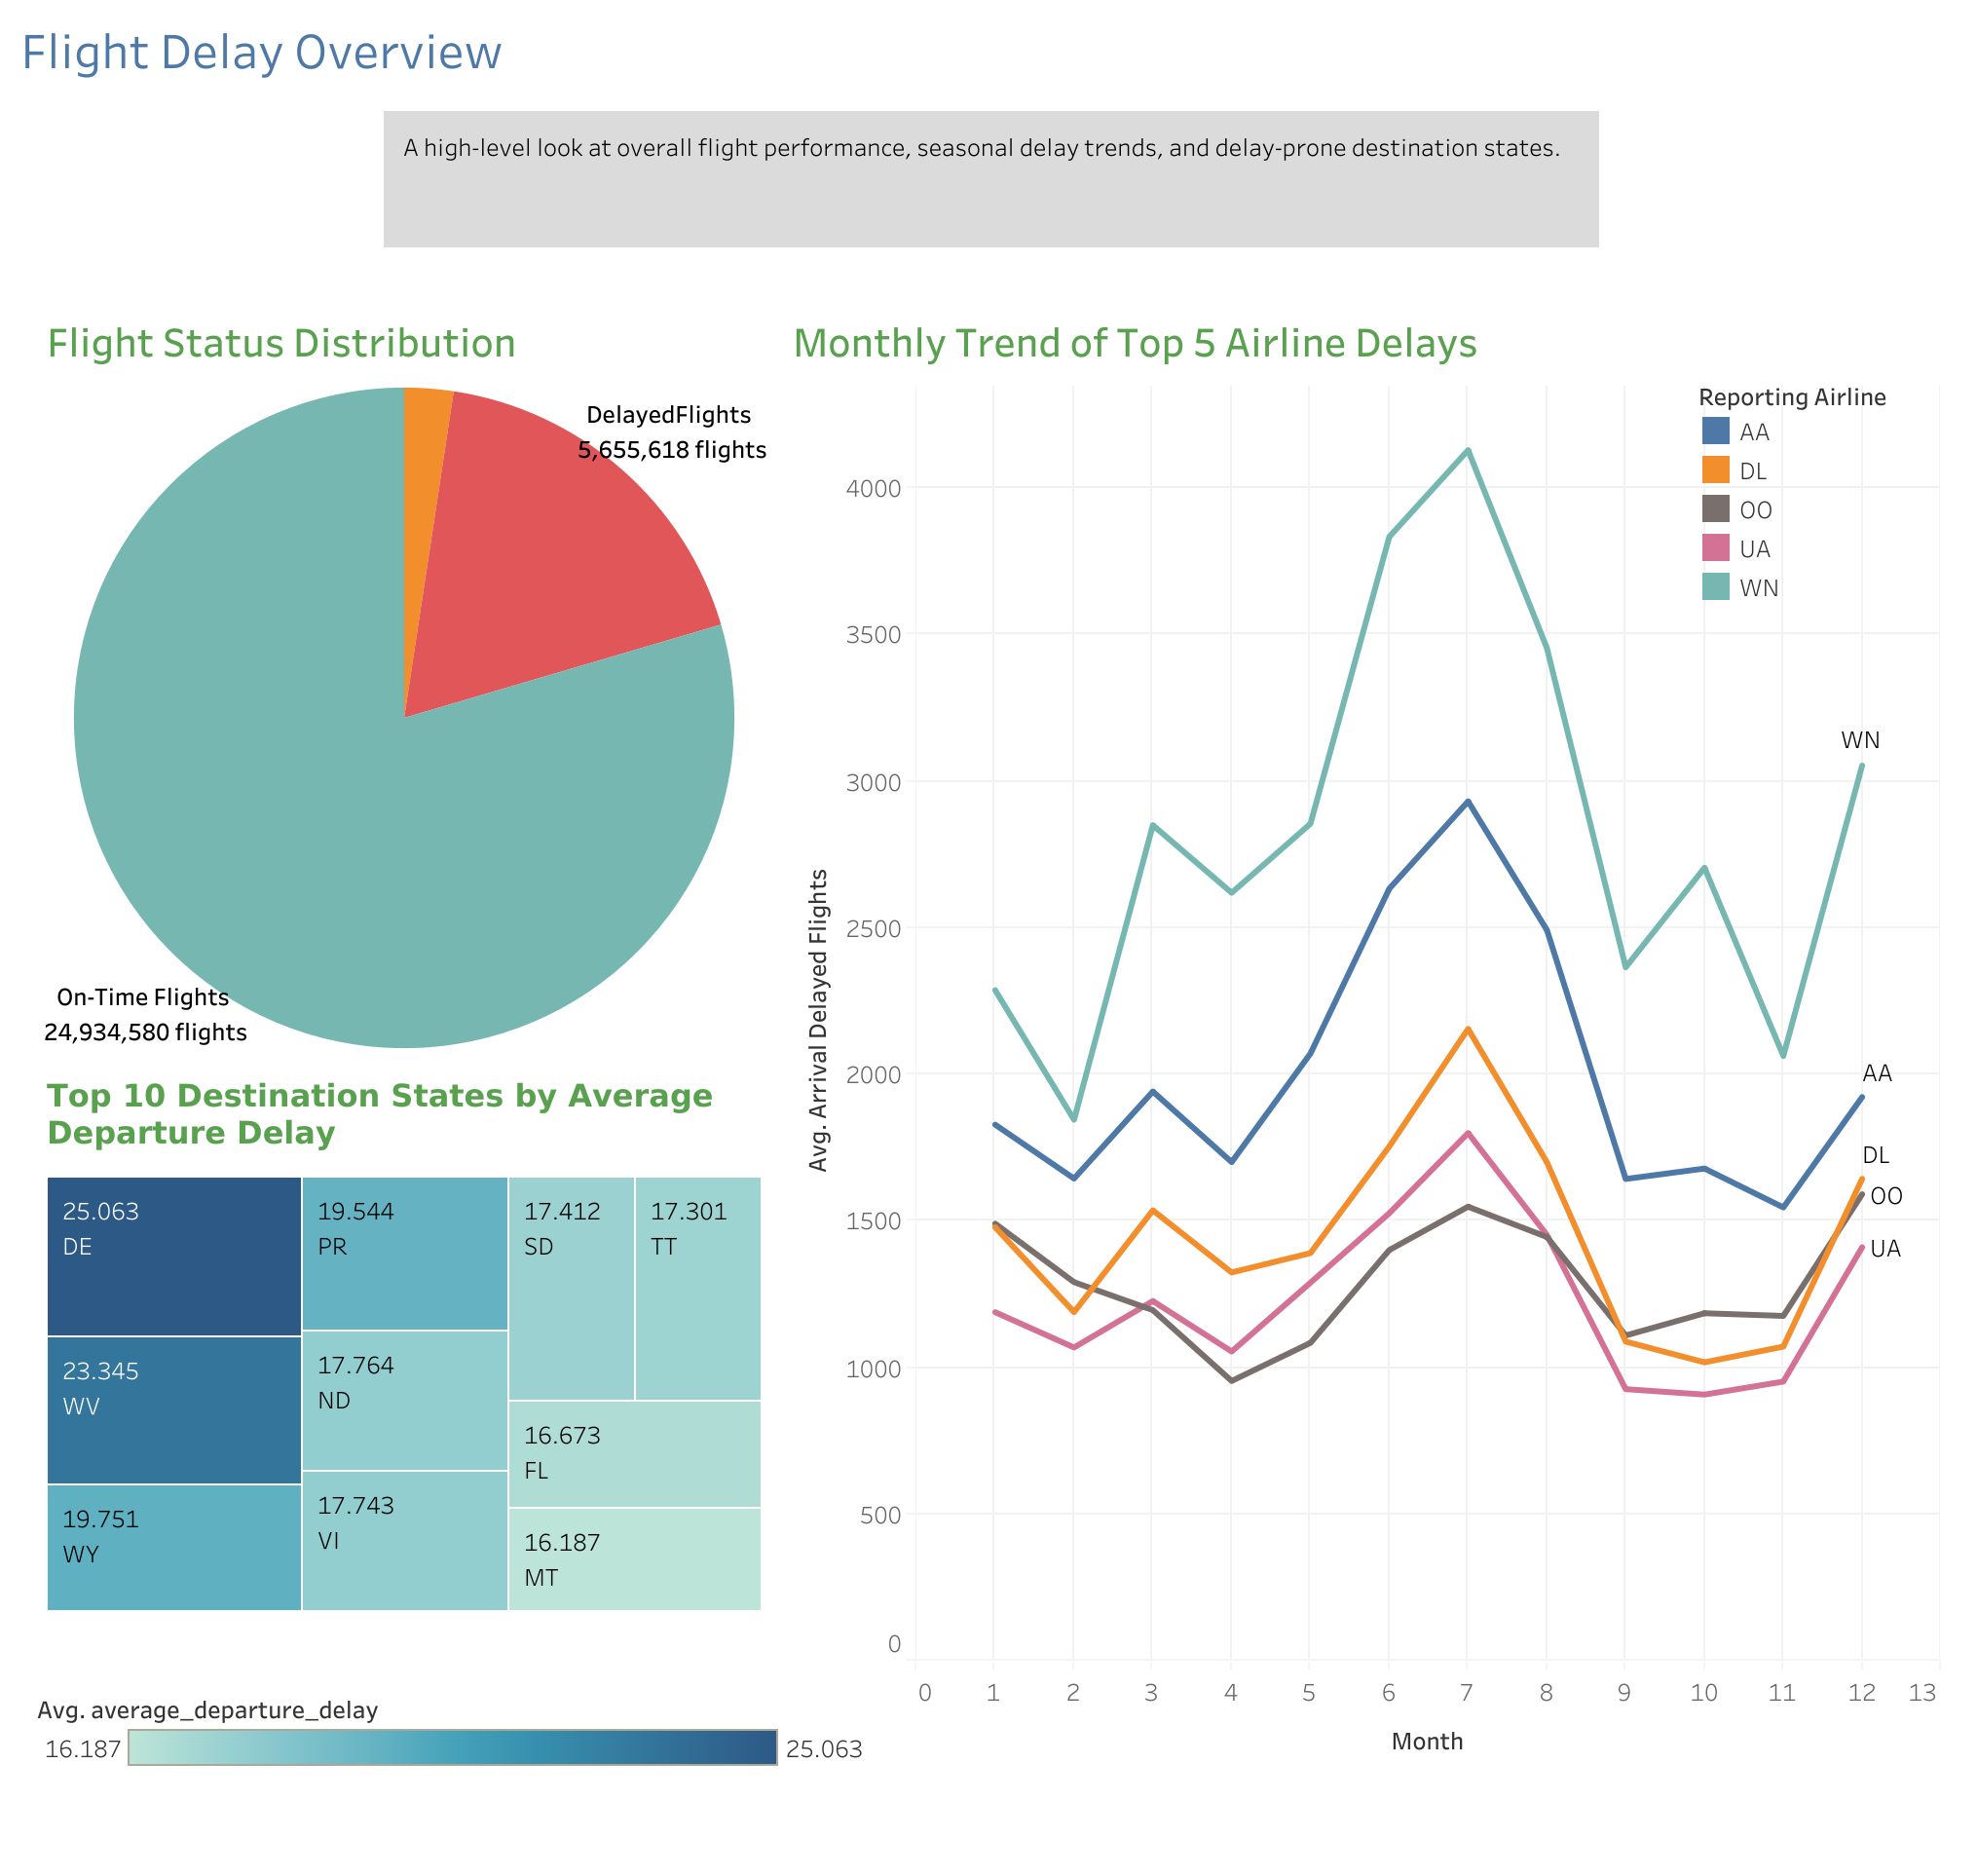 Flight Delay Overview
A high-level look at overall flight performance, seasonal delay trends, and delay-prone destination states.
Flight Status Distribution
DelayedFlights
5,655,618 flights
On-Time Flights
24,934,580 flights
Top 10 Destination States by Average
Departure Delay
25.063
DE
23.345
WV
19.751
WY
19.544
PR
17.764
ND
17.743
VI
17.412
SD
17.301
TT
16.673
FL
16.187
MT
Avg. average_departure_delay
16.187
25.063
Monthly Trend of Top 5 Airline Delays
Reporting Airline
AA
DL
OO
UA
WN
Avg. Arrival Delayed Flights
4000
3500
3000
2500
2000
1500
1000
500
0
WN
AA
DL
OO
UA
0 1 2 3 4 5 6 7 8 9 10 11 12 13
Month